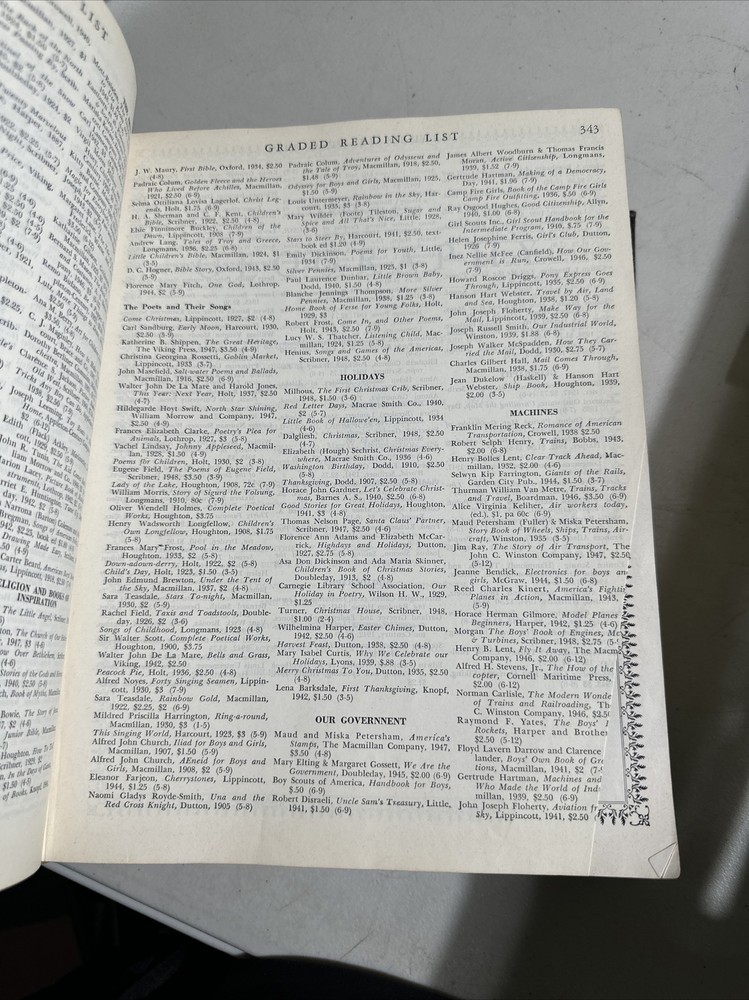 LIST
GRADED READING LIST
343
J. W. Maury, First Bible, Oxford, 1934, $2.50
(4-8)
Padraic Colum, Golden Fleece and the Heroes
Who Lived Before Achilles, Macmillan,
1921, $2.50 (6-9)
Selma Ottiliana Lovisa Lagerlof, Christ Leg-
ends, Holt, $1.75 (6-9)
H. A. Sherman and C. F. Kent, Children's
Bible, Scribner, 1922, $2.50 (4-8)
Elsie Finnimore Buckley, Children of the
Dawn, Lippincott, 1908 (7-9)
Andrew Lang, Tales of Troy and Greece,
Longmans, 1936, $2.25 (6-8)
Little Children's Bible, Macmillan, 1924, $1
(3-5)
D. C. Hogner, Bible Story, Oxford, 1943, $2.50
(5-9)
Florence Mary Fitch, One God, Lothrop,
1944, $2 (5-9)
The Poets and Their Songs
Come Christmas, Lippincott, 1927, $2 (4-8)
Carl Sandburg, Early Moon, Harcourt, 1930,
$2.50 (5-9)
Katherine B. Shippen, The Great Heritage,
The Viking Press, 1947, $3.50 (4-9)
Christina Georgina Rossetti, Goblin Market,
Lippincott, 1933 (3-7)
John Masefield, Salt-water Poems and Ballads,
Macmillan, 1916, $2.50 (6-9)
Walter John De La Mare and Harold Jones,
This Year: Next Year, Holt, 1937, $2.50
(4-7)
Hildegarde Hoyt Swift, North Star Shining,
William Morrow and Company, 1947,
$2.50 (4-9)
Frances Elizabeth Clarke, Poetry's Plea for
Animals, Lothrop, 1927, $3 (5-8)
Vachel Lindsay, Johnny Appleseed, Macmil-
lan, 1928, $1.50 (4-9)
Poems for Children, Holt, 1930, $2 (3-8)
Eugene Field, The Poems of Eugene Field,
Scribner, 1948, $3.50 (3-9)
Lady of the Lake, Houghton, 1908, 72c (7-9)
William Morris, Story of Sigurd the Volsung,
Longmans, 1910, 80c (7-9)
Oliver Wendell Holmes, Complete Poetical
Works, Houghton, $3.75
Henry Wadsworth Longfellow, Children's
Own Longfellow, Houghton, 1908, $1.75
(5-8)
Frances Mary Frost, Pool in the Meadow,
Houghton, 1933, $2 (5-8)
Down-adown-derry, Holt, 1922, $2 (5-8)
Child's Day, Holt, 1923, $1.50 (3-5)
John Edmund Brewton, Under the Tent of
the Sky, Macmillan, 1937, $2 (4-8)
Sara Teasdale, Stars To-night, Macmillan,
1930, $2 (5-9)
Rachel Field, Taxis and Toadstools, Double-
day, 1926, $2 (3-6)
Songs of Childhood, Longmans, 1923 (4-8)
Sir Walter Scott, Complete Poetical Works,
Houghton, 1900, $3.75
Walter John De La Mare, Bells and Grass,
Viking, 1942, $2.50
Peacock Pie, Holt, 1936, $2.50 (4-8)
Alfred Noyes, Forty Singing Seamen, Lippin-
cott, 1930, $3 (7-9)
Sara Teasdale, Rainbow Gold, Macmillan,
1922, $2.25, $2 (6-9)
Mildred Priscilla Harrington, Ring-a-round,
Macmillan, 1930, $3 (1-5)
This Singing World, Harcourt, 1923, $3 (5-9)
Alfred John Church, Iliad for Boys and Girls,
Macmillan, 1907, $1.50 (5-9)
Alfred John Church, AEneid for Boys and
Girls, Macmillan, 1908, $2 (5-9)
Eleanor Farjeon, Cherrystones, Lippincott,
1944, $1.25 (5-8)
Naomi Gladys Royde-Smith, Una and the
Red Cross Knight, Dutton, 1905 (5-8)
Padraic Colum, Adventures of Odysseus and
the Tale of Troy, Macmillan, 1918, $2.50,
$1.48 (5-9)
Odyssey for Boys and Girls, Macmillan, 1925,
$1.50 (5-9)
Louis Untermeyer, Rainbow in the Sky, Har-
court, 1935, $3 (3-8)
Mary Wilder (Foote) Tileston, Sugar and
Spice and All That's Nice, Little, 1928,
(3-6)
Stars to Steer By, Harcourt, 1941, $2.50, text-
book ed $1.20 (4-9)
Emily Dickinson, Poems for Youth, Little,
1934 (7-9)
Silver Pennies, Macmillan, 1925, $1 (3-8)
Paul Laurence Dunbar, Little Brown Baby,
Dodd, 1940, $1.50 (4-8)
Blanche Jennings Thompson, More Silver
Pennies, Macmillan, 1938, $1.25 (3-8)
Home Book of Verse for Young Folks, Holt,
1929, $3
Robert Frost, Come In, and Other Poems,
Holt, 1943, $2.50 (7-9)
Lucy W. S. Thatcher, Listening Child, Mac-
millan, 1924, $1.25 (5-8)
Henius, Songs and Games of the Americas,
Scribner, 1948, $2.50 (4-8)
HOLIDAYS
Milhous, The First Christmas Crib, Scribner,
1948, $1.50 (3-6)
Red Letter Days, Macrae Smith Co., 1940,
$2 (5-7)
Little Book of Hallowe'en, Lippincott, 1934
(4-6)
Dalgliesh, Christmas, Scribner, 1948, $2.50
(4-7)
Elizabeth (Hough) Sechrist, Christmas Every-
where, Macrae Smith Co., 1936 (4-6)
Washington Birthday, Dodd, 1910, $2.50
(5-8)
Thanksgiving, Dodd, 1907, $2.50 (5-8)
Horace John Gardner, Let's Celebrate Christ-
mas, Barnes A. S., 1940, $2.50 (6-8)
Good Stories for Great Holidays, Houghton,
1941, $3 (4-8)
Thomas Nelson Page, Santa Claus' Partner,
Scribner, 1947, $2.50 (4-6)
Florence Ann Adams and Elizabeth McCar-
rick, Highdays and Holidays, Dutton,
1927, $2.75 (5-8)
Asa Don Dickinson and Ada Maria Skinner,
Children's Book of Christmas Stories,
Doubleday, 1913, $2 (4-8)
Carnegie Library School Association, Our
Holiday in Poetry, Wilson H. W., 1929,
$1.25
Turner, Christmas House, Scribner, 1948,
$1.00 (2-4)
Wilhelmina Harper, Easter Chimes, Dutton,
1942, $2.50 (4-6)
Harvest Feast, Dutton, 1938, $2.50 (4-8)
Mary Isabel Curtis, Why We Celebrate our
Holidays, Lyons, 1939, $.88 (3-5)
Merry Christmas To You, Dutton, 1935, $2.50
(4-8)
Lena Barksdale, First Thanksgiving, Knopf,
1942, $1.50 (3-5)
OUR GOVERNMENT
Maud and Miska Petersham, America's
Stamps, The Macmillan Company, 1947,
$3.50 (4-8)
Mary Elting & Margaret Gossett, We Are the
Government, Doubleday, 1945, $2.00 (6-9)
Boy Scouts of America, Handbook for Boys,
$.50 (6-9)
Robert Disraeli, Uncle Sam's Treasury, Little,
1941, $1.50 (6-9)
James Albert Woodburn & Thomas Francis
Moran, Active Citizenship, Longmans,
1939, $1.52 (7-9)
Gertrude Hartman, Making of a Democracy,
Day, 1941, $1.96 (7-9)
Camp Fire Girls, Book of the Camp Fire Girls
Camp Fire Outfitting, 1936, $.50 (6-9)
Ray Osgood Hughes, Good Citizenship, Allyn,
1940, $1.00 (6-8)
Girl Scouts Inc., Girl Scout Handbook for the
Intermediate Program, 1940, $.75 (7-9)
Helen Josephine Ferris, Girl's Club, Dutton,
1926 (7-9)
Inez Nellie McFee (Canfield), How Our Gov-
ernment is Run, Crowell, 1946, $2.50
(7-9)
Howard Roscoe Driggs, Pony Express Goes
Through, Lippincott, 1935, $2.50 (6-9)
Hanson Hart Webster, Travel by Air, Land
and Sea, Houghton, 1938, $1.20 (5-8)
John Joseph Floherty, Make Way for the
Mail, Lippincott, 1939, $2.50 (6-8)
Joseph Russell Smith, Our Industrial World,
Winston, 1939, $1.88 (6-8)
Joseph Walker McSpadden, How They Car-
ried the Mail, Dodd, 1930, $2.75 (5-7)
Charles Gilbert Hall, Mail Comes Through,
Macmillan, 1938, $1.75 (6-9)
Jean Dukelow (Haskell) & Hanson Hart
Webster, Ship Book, Houghton, 1939,
$2.00 (3-5)
MACHINES
Franklin Mering Reck, Romance of American
Transportation, Crowell, 1938 $2.50
Robert Selph Henry, Trains, Bobbs, 1943,
$2.00 (6-8)
Henry Bolles Lent, Clear Track Ahead, Mac-
millan, 1932, $2.00 (4-6)
Selwyn Kip Farrington, Giants of the Rails,
Garden City Pub., 1944, $1.50 (3-7)
Thurman William Van Metre, Trains, Tracks
and Travel, Boardman, 1946, $3.50 (6-9)
Alice Virginia Keliher, Air workers today,
(ed.), $1, pa 60c (6-9)
Maud Petersham (Fuller) & Miska Petersham,
Story Book of Wheels, Ships, Trains, Air-
craft, Winston, 1935 (3-5)
Jim Ray, The Story of Air Transport, The
John C. Winston Company, 1947, $2.50
(5-12)
Jeanne Bendick, Electronics for boys an
girls, McGraw, 1944, $1.50 (6-8)
Reed Charles Kinert, America's Fightin
Planes in Action, Macmillan, 1943,
(5-9)
Horace Herman Gilmore, Model Planes
Beginners, Harper, 1942, $1.25 (4-6)
Morgan The Boys' Book of Engines, Mo
& Turbines, Scribner, 1948, $2.75 (5-
Henry B. Lent, Fly It Away, The Macm
Company, 1946, $2.00 (6-12)
Alfred H. Stevens, Jr., The How of the
copter, Cornell Maritime Press,
$2.00 (6-12)
Norman Carlisle, The Modern Wonde
of Trains and Railroading, Th
C. Winston Company, 1946, $2.50
Raymond F. Yates, The Boys'
Rockets, Harper and Brother
$2.50 (5-12)
Floyd Lavern Darrow and Clarence
lander, Boys' Own Book of Gre
tions, Macmillan, 1941, $2 (7-
Gertrude Hartman, Machines and
Who Made the World of Ind
millan, 1939, $2.50 (6-9)
John Joseph Floherty, Aviation f
Sky, Lippincott, 1941, $2.50